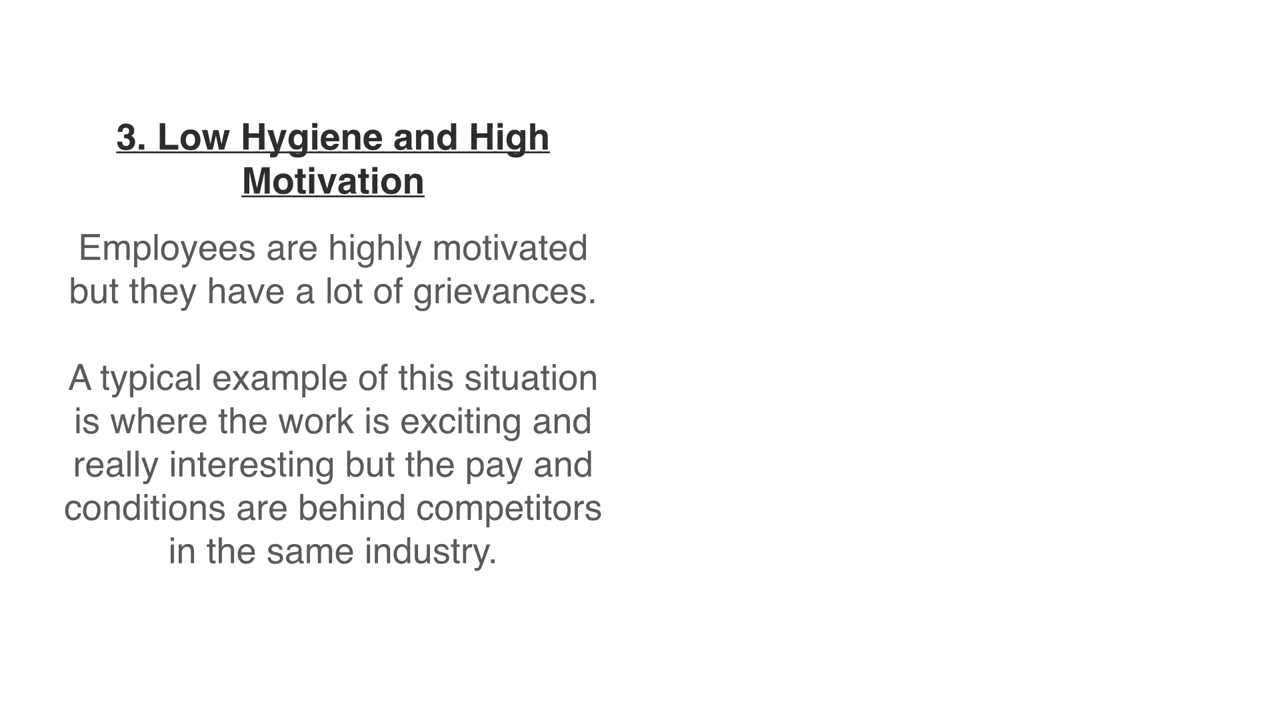 3. Low Hygiene and High
Motivation
Employees are highly motivated
but they have a lot of grievances.
A typical example of this situation
is where the work is exciting and
really interesting but the pay and
conditions are behind competitors
in the same industry.